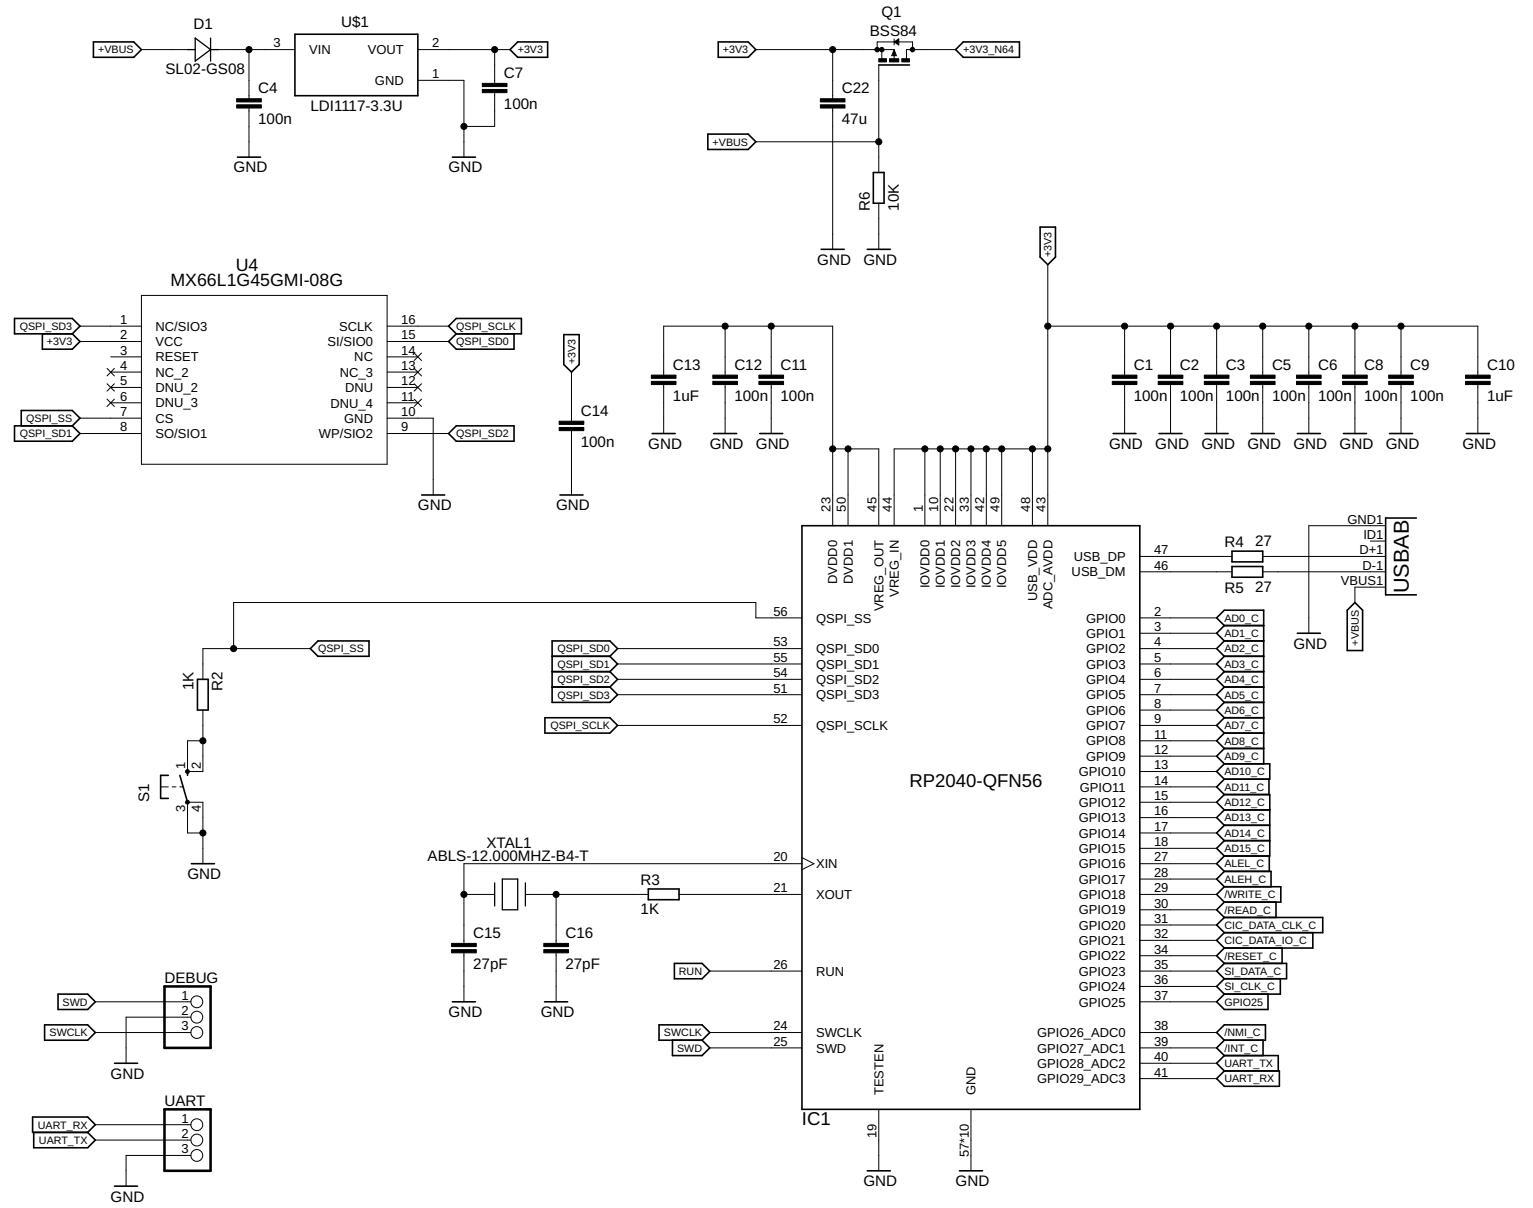 D1
+VBUS
SL02-GS08
C4
100n
GND
U$1
3
VIN
VOUT
2
GND
1
LDI1117-3.3U
+3V3
C7
100n
GND
Q1
BSS84
+3V3
+3V3_N64
C22
47u
+VBUS
R6
10K
GND
GND
U4
MX66L1G45GMI-08G
QSPI_SD3 1 NC/SIO3 SCLK 16 QSPI_SCLK
+3V3 2 VCC SI/SIO0 15 QSPI_SD0
3 RESET NC 14
4 NC_2 NC_3 13
5 DNU_2 DNU 12
6 DNU_3 DNU_4 11
QSPI_SS 7 CS GND 10
QSPI_SD1 8 SO/SIO1 WP/SIO2 9 QSPI_SD2
GND
+3V3
C14
100n
GND
+3V3
C13 C12 C11
1uF 100n 100n
GND GND GND
C1 C2 C3 C5 C6 C8 C9 C10
100n 100n 100n 100n 100n 100n 100n 1uF
GND GND GND GND GND GND GND GND
23 50 45 44 1 10 22 33 42 49 48 43
DVDD0 DVDD1 VREG_OUT VREG_IN IOVDD0 IOVDD1 IOVDD2 IOVDD3 IOVDD4 IOVDD5 USB_VDD ADC_AVDD
USB_DP 47 R4 27
USB_DM 46 R5 27
GND1
ID1
D+1
D-1
VBUS1
USBAB
GND
+VBUS
56 QSPI_SS
QSPI_SD0 53 QSPI_SD0
QSPI_SD1 55 QSPI_SD1
QSPI_SD2 54 QSPI_SD2
QSPI_SD3 51 QSPI_SD3
QSPI_SCLK 52 QSPI_SCLK
QSPI_SS
1K
R2
1
2
S1
3
4
GND
RP2040-QFN56
GPIO0 2 AD0_C
GPIO1 3 AD1_C
GPIO2 4 AD2_C
GPIO3 5 AD3_C
GPIO4 6 AD4_C
GPIO5 7 AD5_C
GPIO6 8 AD6_C
GPIO7 9 AD7_C
GPIO8 11 AD8_C
GPIO9 12 AD9_C
GPIO10 13 AD10_C
GPIO11 14 AD11_C
GPIO12 15 AD12_C
GPIO13 16 AD13_C
GPIO14 17 AD14_C
GPIO15 18 AD15_C
GPIO16 27 ALEL_C
GPIO17 28 ALEH_C
GPIO18 29 /WRITE_C
GPIO19 30 /READ_C
GPIO20 31 CIC_DATA_CLK_C
GPIO21 32 CIC_DATA_IO_C
GPIO22 34 /RESET_C
GPIO23 35 SI_DATA_C
GPIO24 36 SI_CLK_C
GPIO25 37 GPIO25
GPIO26_ADC0 38 /NMI_C
GPIO27_ADC1 39 /INT_C
GPIO28_ADC2 40 UART_TX
GPIO29_ADC3 41 UART_RX
XTAL1
ABLS-12.000MHZ-B4-T
20 XIN
R3
1K
21 XOUT
C15 C16
27pF 27pF
GND GND
RUN 26 RUN
SWCLK 24 SWCLK
SWD 25 SWD
TESTEN
GND
IC1
19
57*10
GND
GND
DEBUG
SWD 1
2
SWCLK 3
GND
UART
UART_RX 1
UART_TX 2
3
GND